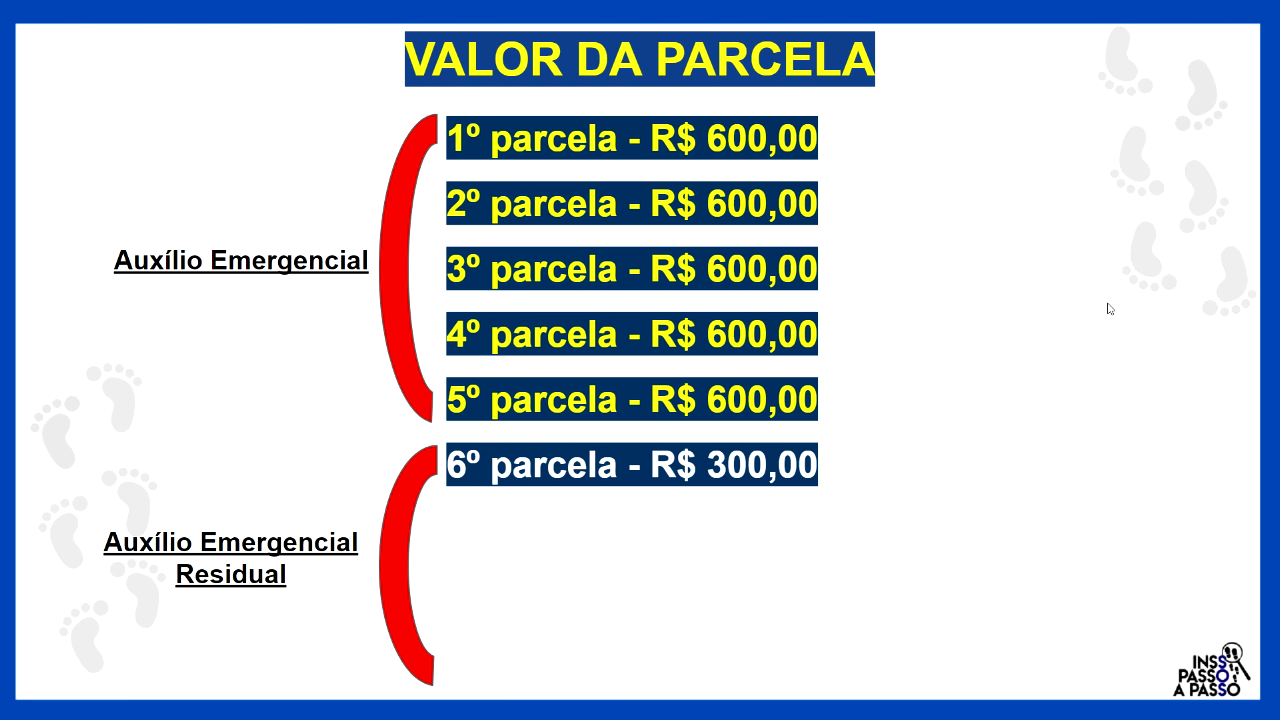 VALOR DA PARCELA
1º parcela - R$ 600,00
2º parcela - R$ 600,00
3º parcela - R$ 600,00
4º parcela - R$ 600,00
5º parcela - R$ 600,00
6º parcela - R$ 300,00
Auxílio Emergencial
Auxílio Emergencial
Residual
INSS
PASSO
A PASSO